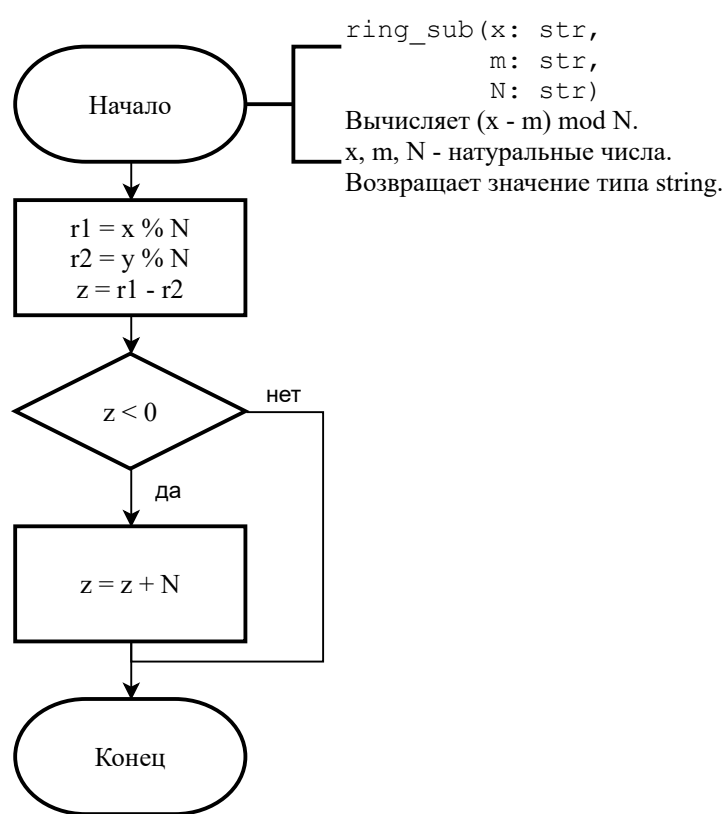 ring_sub(x: str,
m: str,
N: str)
Вычисляет (x - m) mod N.
x, m, N - натуральные числа.
Возвращает значение типа string.
Начало
r1 = x % N
r2 = y % N
z = r1 - r2
z < 0
нет
да
z = z + N
Конец